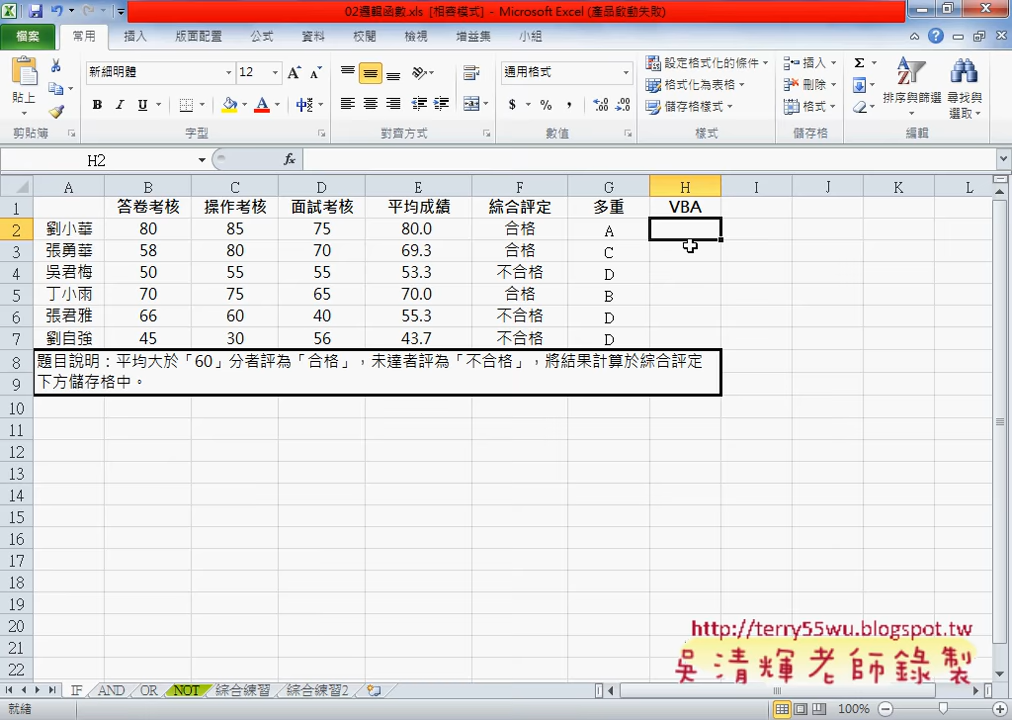 02邏輯函數.xls [相容模式] - Microsoft Excel (產品啟動失敗)
檔案 常用 插入 版面配置 公式 資料 校閱 檢視 增益集 小組
新細明體 12 通用格式 設定格式化的條件 插入
貼上 格式化為表格 刪除 排序與篩選 尋找與選取
B I U $ % , 儲存格樣式 格式
剪貼簿 字型 對齊方式 數值 樣式 儲存格 編輯
H2 fx
A B C D E F G H I J K L
1 答卷考核 操作考核 面試考核 平均成績 綜合評定 多重 VBA
2 劉小華 80 85 75 80.0 合格 A
3 張勇華 58 80 70 69.3 合格 C
4 吳君梅 50 55 55 53.3 不合格 D
5 丁小雨 70 75 65 70.0 合格 B
6 張君雅 66 60 40 55.3 不合格 D
7 劉自強 45 30 56 43.7 不合格 D
8 題目說明：平均大於「60」分者評為「合格」，未達者評為「不合格」，將結果計算於綜合評定
9 下方儲存格中。
10
11
12
13
14
15
16
17
18
19
20
21
22
http://terry55wu.blogspot.tw
吳清輝老師錄製
IF AND OR NOT 綜合練習 綜合練習2
就緒 100%